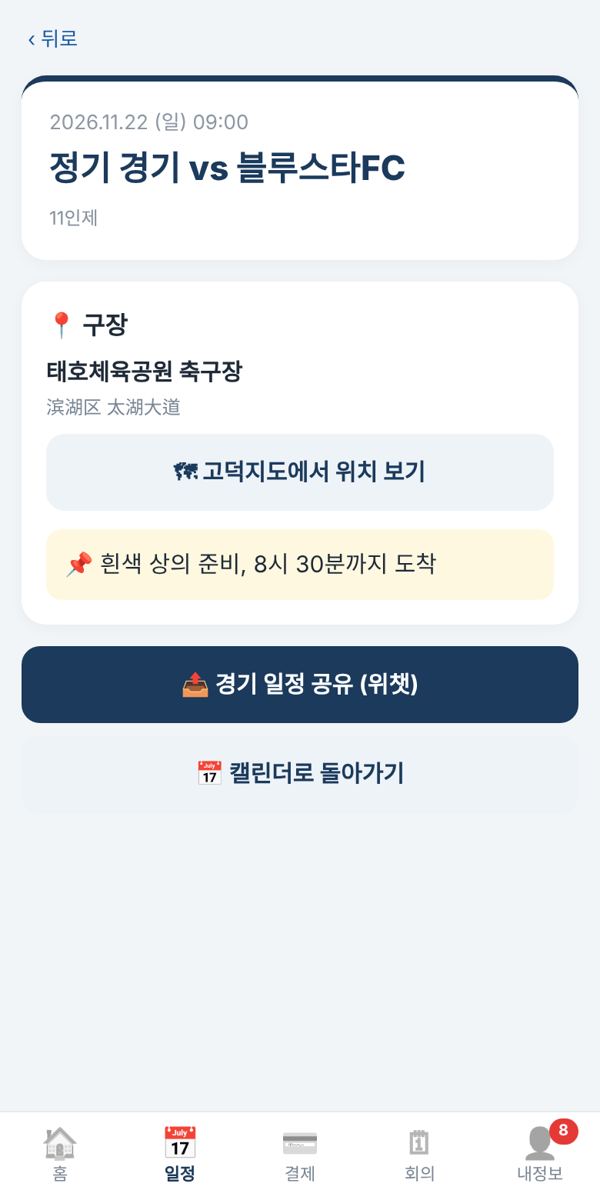 ‹ 뒤로
2026.11.22 (일) 09:00
정기 경기 vs 블루스타FC
11인제
📍 구장
태호체육공원 축구장
滨湖区 太湖大道
🗺 고덕지도에서 위치 보기
📌 흰색 상의 준비, 8시 30분까지 도착
📤 경기 일정 공유 (위챗)
📅 캘린더로 돌아가기
8
홈
일정
결제
회의
내정보